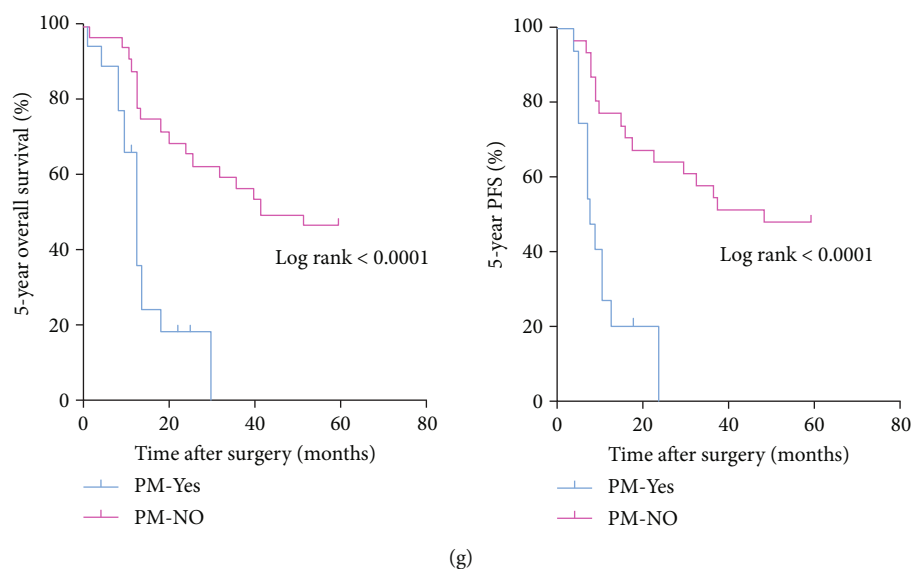 5-year overall survival (%)
100
80
60
40
20
0
Log rank < 0.0001
0 20 40 60 80
Time after surgery (months)
PM-Yes
PM-NO
5-year PFS (%)
100
80
60
40
20
0
Log rank < 0.0001
0 20 40 60 80
Time after surgery (months)
PM-Yes
PM-NO
(g)